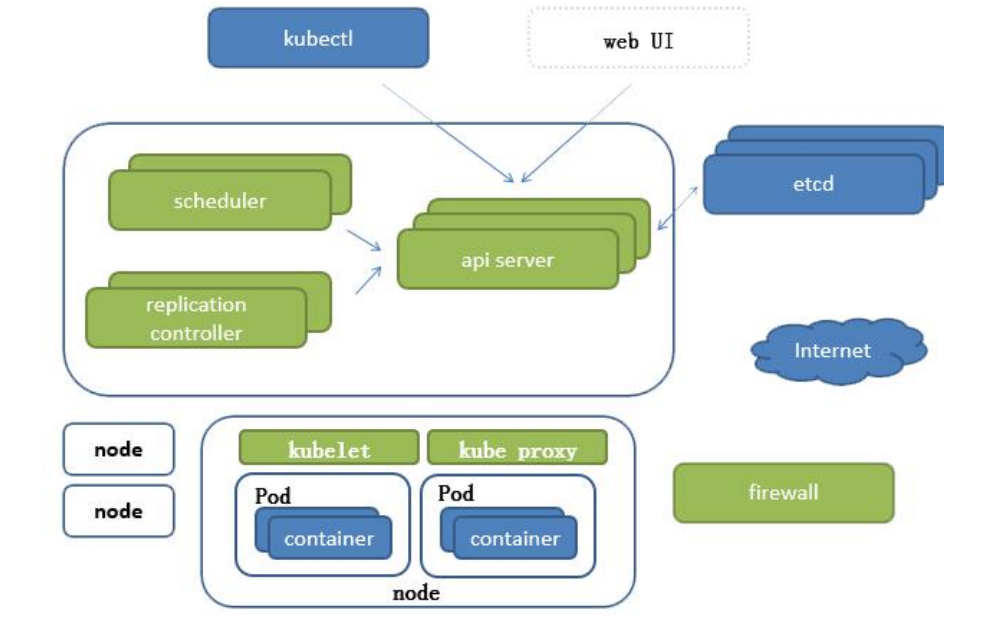 kubectl
web UI
scheduler
etcd
api server
replication
controller
Internet
node
node
kubelet
kube proxy
Pod
container
Pod
container
node
firewall